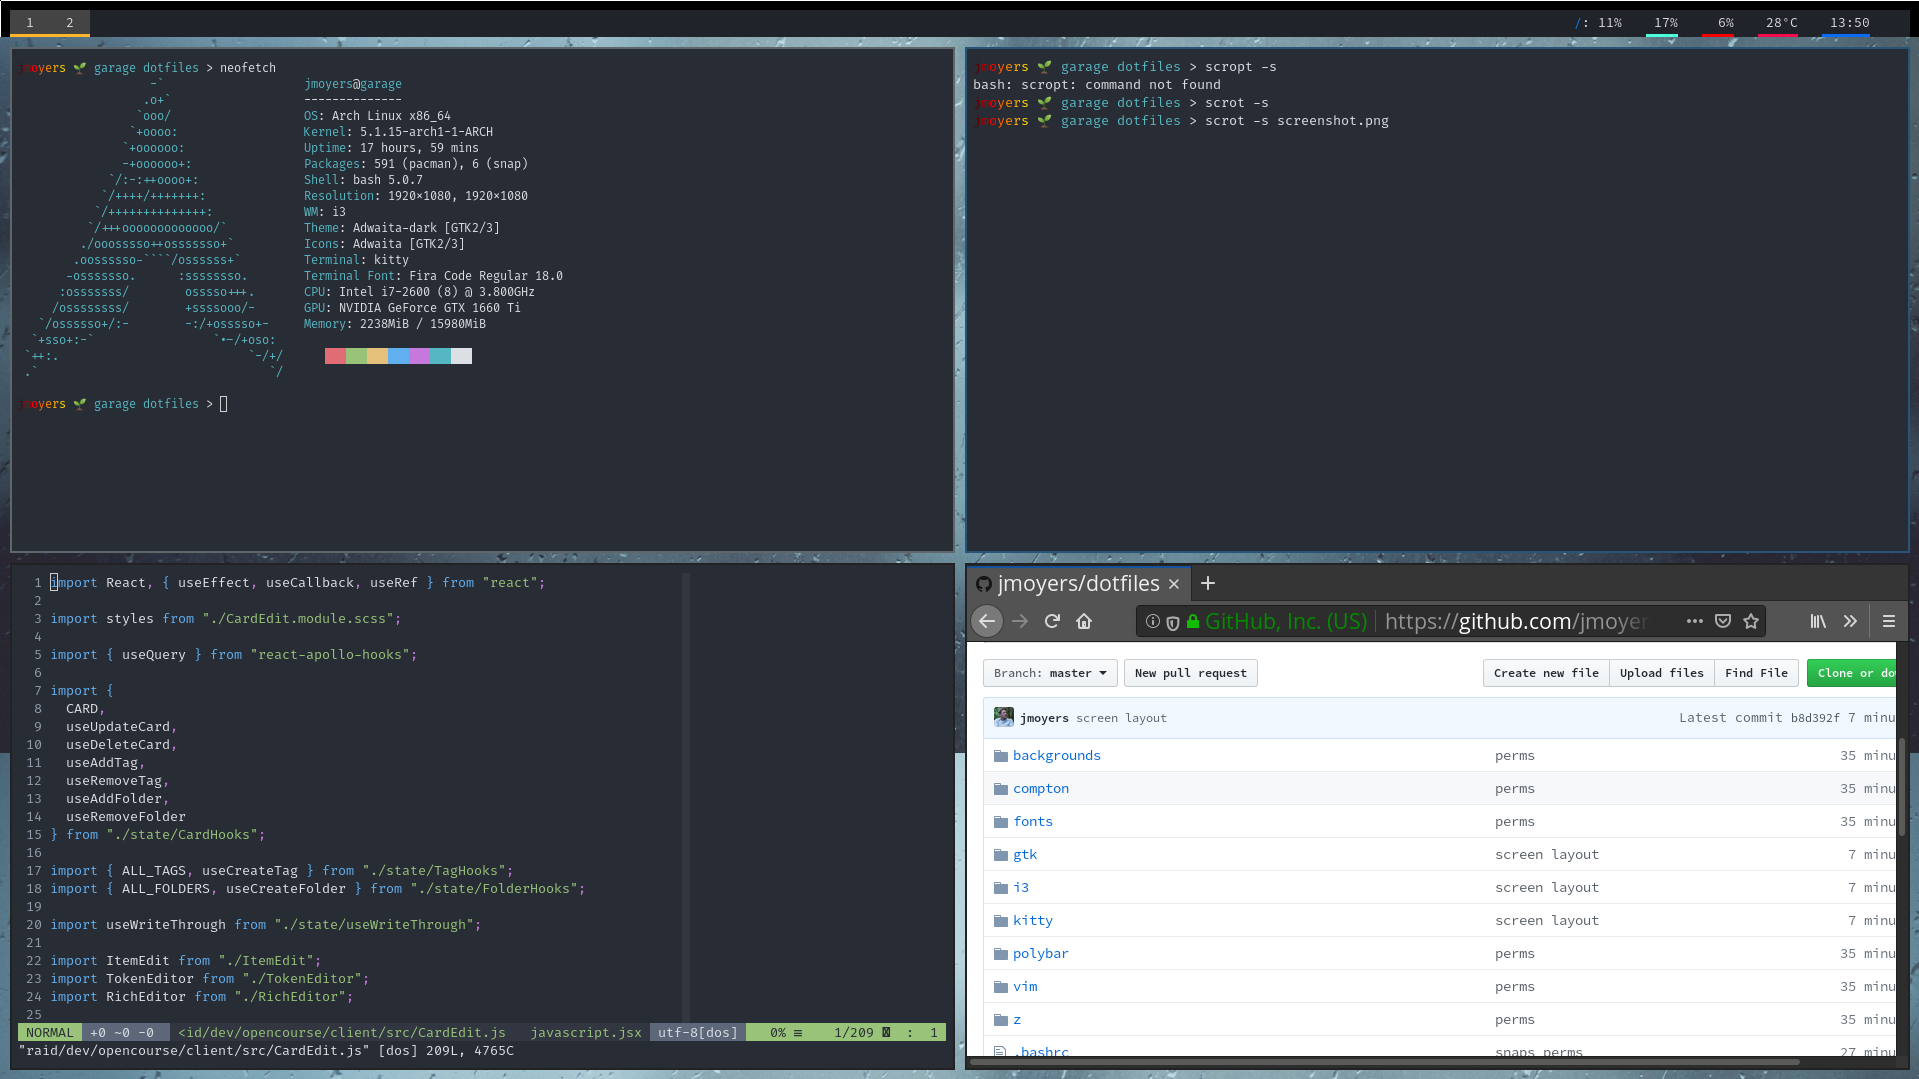 1 2 /: 11% 17% 6% 28°C 13:50
jmoyers garage dotfiles > neofetch
jmoyers@garage
--------------
OS: Arch Linux x86_64
Kernel: 5.1.15-arch1-1-ARCH
Uptime: 17 hours, 59 mins
Packages: 591 (pacman), 6 (snap)
Shell: bash 5.0.7
Resolution: 1920×1080, 1920×1080
WM: i3
Theme: Adwaita-dark [GTK2/3]
Icons: Adwaita [GTK2/3]
Terminal: kitty
Terminal Font: Fira Code Regular 18.0
CPU: Intel i7-2600 (8) @ 3.800GHz
GPU: NVIDIA GeForce GTX 1660 Ti
Memory: 2238MiB / 15980MiB
jmoyers garage dotfiles >
jmoyers garage dotfiles > scropt -s
bash: scropt: command not found
jmoyers garage dotfiles > scrot -s
jmoyers garage dotfiles > scrot -s screenshot.png
1 import React, { useEffect, useCallback, useRef } from "react";
2
3 import styles from "./CardEdit.module.scss";
4
5 import { useQuery } from "react-apollo-hooks";
6
7 import {
8 CARD,
9 useUpdateCard,
10 useDeleteCard,
11 useAddTag,
12 useRemoveTag,
13 useAddFolder,
14 useRemoveFolder
15 } from "./state/CardHooks";
16
17 import { ALL_TAGS, useCreateTag } from "./state/TagHooks";
18 import { ALL_FOLDERS, useCreateFolder } from "./state/FolderHooks";
19
20 import useWriteThrough from "./state/useWriteThrough";
21
22 import ItemEdit from "./ItemEdit";
23 import TokenEditor from "./TokenEditor";
24 import RichEditor from "./RichEditor";
25
NORMAL +0 ~0 -0 <id/dev/opencourse/client/src/CardEdit.js javascript.jsx utf-8[dos] 0% ≡ 1/209 : 1
"raid/dev/opencourse/client/src/CardEdit.js" [dos] 209L, 4765C
jmoyers/dotfiles × +
GitHub, Inc. (US) https://github.com/jmoyer
Branch: master New pull request Create new file Upload files Find File Clone or do
jmoyers screen layout Latest commit b8d392f 7 minu
backgrounds perms 35 minu
compton perms 35 minu
fonts perms 35 minu
gtk screen layout 7 minu
i3 screen layout 7 minu
kitty screen layout 7 minu
polybar perms 35 minu
vim perms 35 minu
z perms 35 minu
.bashrc snaps perms 27 minu